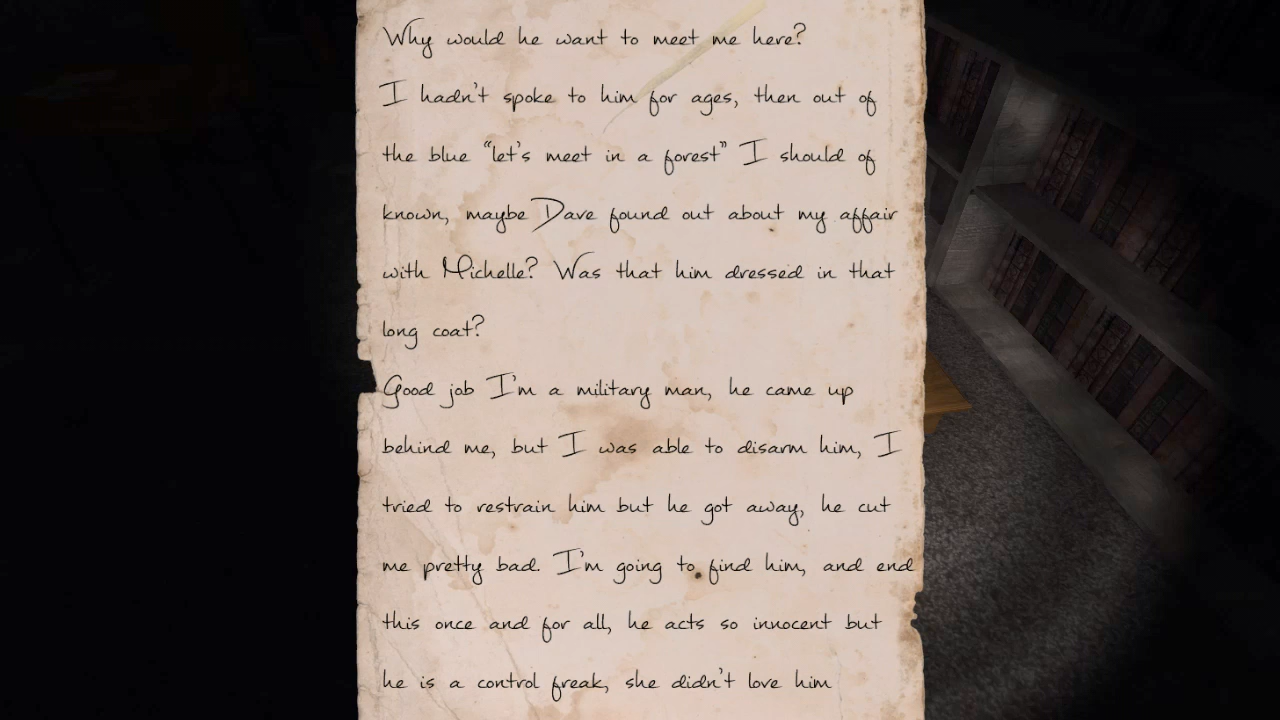 Why would he want to meet me here?
I hadn't spoke to him for ages, then out of
the blue "let's meet in a forest" I should of
known, maybe Dave found out about my affair
with Michelle? Was that him dressed in that
long coat?
Good job I'm a military man, he came up
behind me, but I was able to disarm him, I
tried to restrain him but he got away, he cut
me pretty bad. I'm going to find him, and end
this once and for all, he acts so innocent but
he is a control freak, she didn't love him